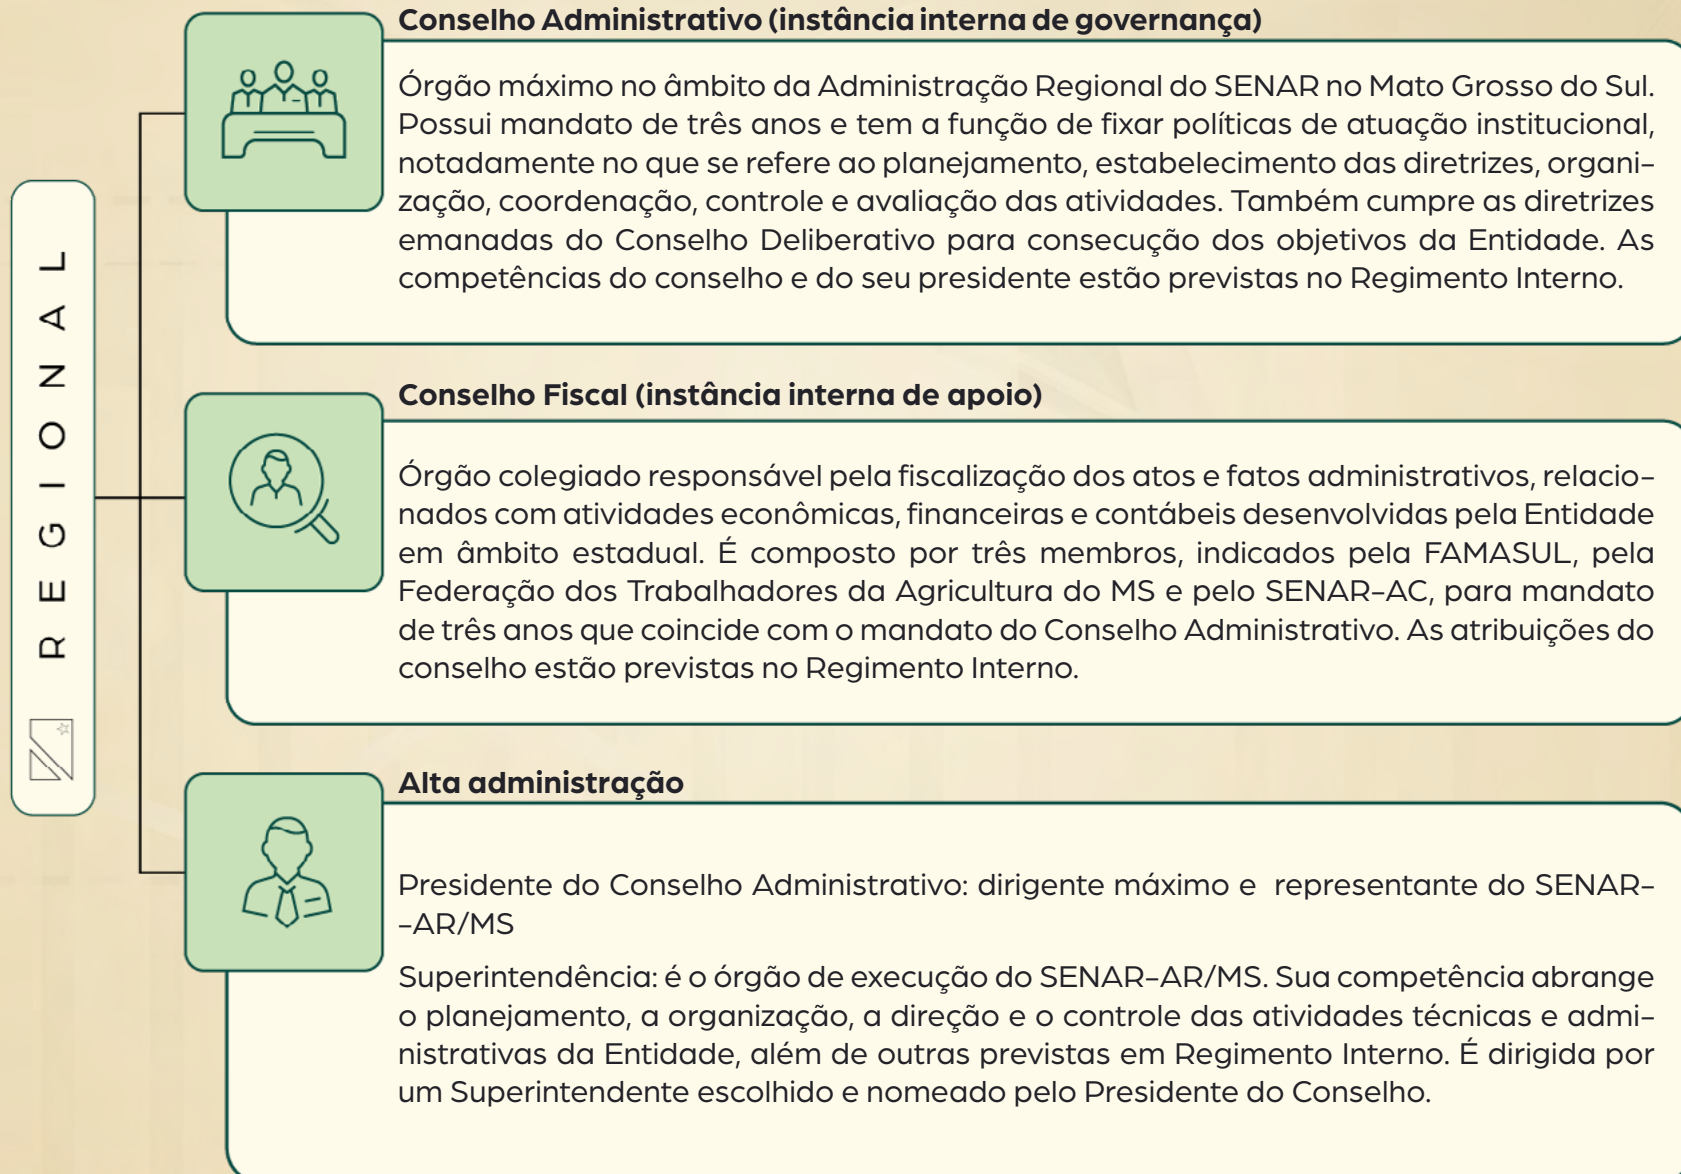 REGIONAL
Conselho Administrativo (instância interna de governança)
Órgão máximo no âmbito da Administração Regional do SENAR no Mato Grosso do Sul.
Possui mandato de três anos e tem a função de fixar políticas de atuação institucional,
notadamente no que se refere ao planejamento, estabelecimento das diretrizes, organi-
zação, coordenação, controle e avaliação das atividades. Também cumpre as diretrizes
emanadas do Conselho Deliberativo para consecução dos objetivos da Entidade. As
competências do conselho e do seu presidente estão previstas no Regimento Interno.
Conselho Fiscal (instância interna de apoio)
Órgão colegiado responsável pela fiscalização dos atos e fatos administrativos, relacio-
nados com atividades econômicas, financeiras e contábeis desenvolvidas pela Entidade
em âmbito estadual. É composto por três membros, indicados pela FAMASUL, pela
Federação dos Trabalhadores da Agricultura do MS e pelo SENAR-AC, para mandato
de três anos que coincide com o mandato do Conselho Administrativo. As atribuições do
conselho estão previstas no Regimento Interno.
Alta administração
Presidente do Conselho Administrativo: dirigente máximo e representante do SENAR-
-AR/MS
Superintendência: é o órgão de execução do SENAR-AR/MS. Sua competência abrange
o planejamento, a organização, a direção e o controle das atividades técnicas e admi-
nistrativas da Entidade, além de outras previstas em Regimento Interno. É dirigida por
um Superintendente escolhido e nomeado pelo Presidente do Conselho.